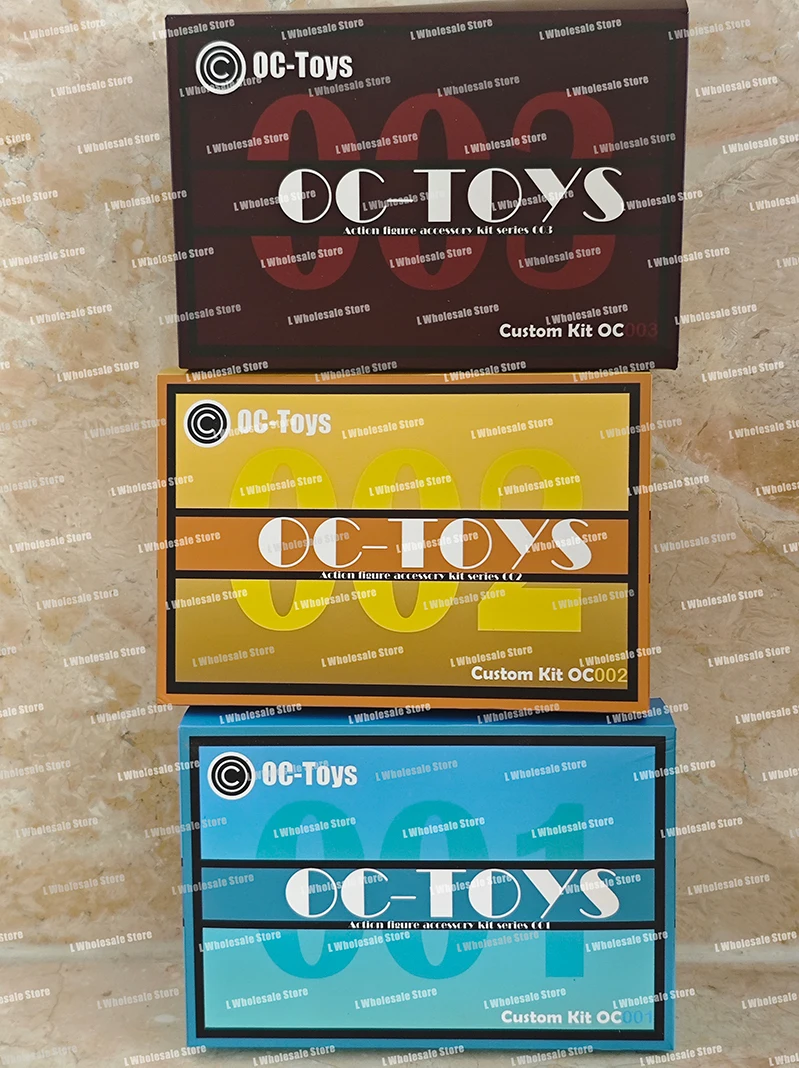 OC-Toys
003
OC-TOYS
Action figure accessory kit series 003
Custom Kit OC003
OC-Toys
002
OC-TOYS
Action figure accessory kit series 002
Custom Kit OC002
OC-Toys
001
OC-TOYS
Action figure accessory kit series 001
Custom Kit OC001
L Wholesale Store